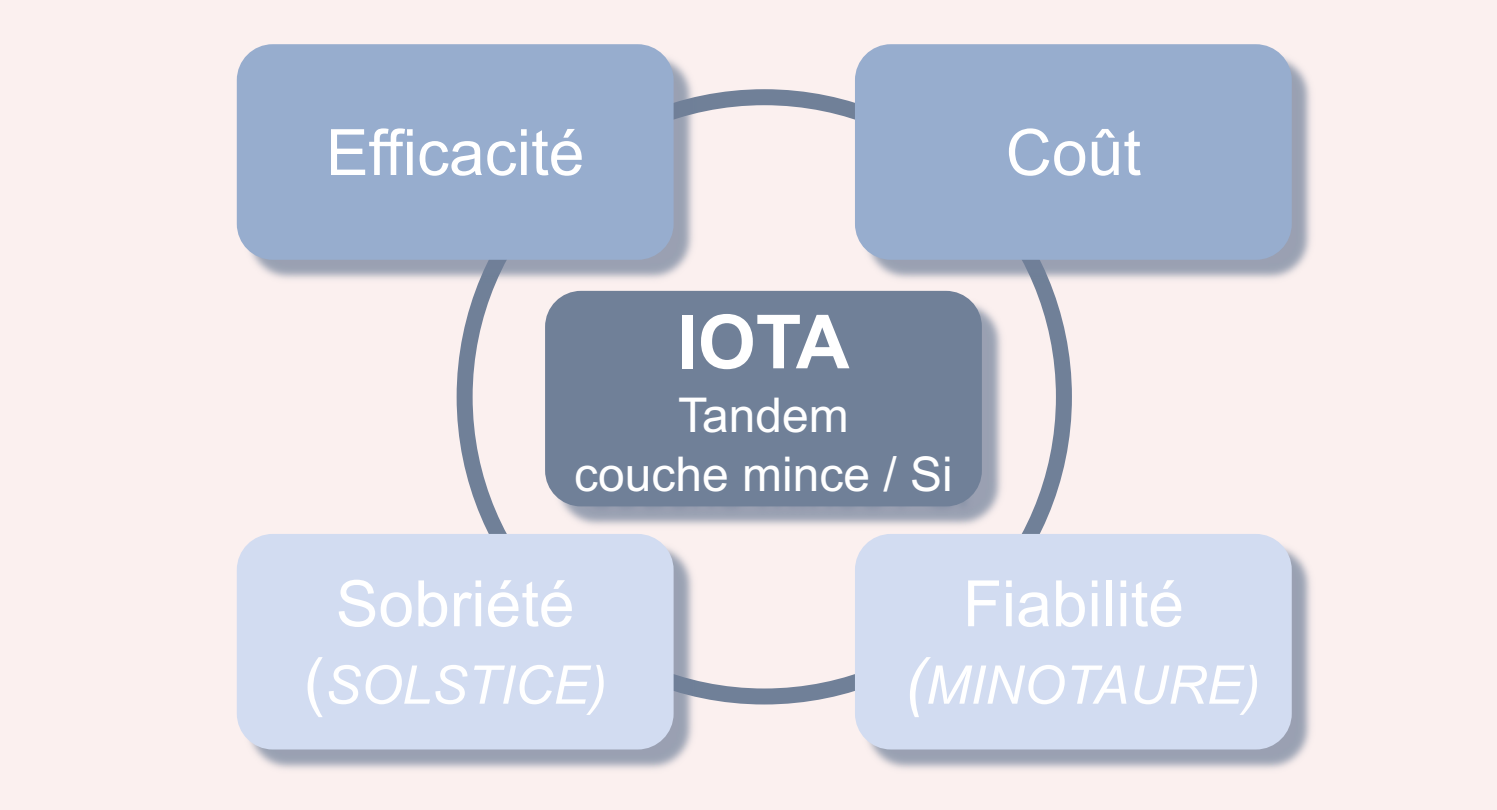 Efficacité
Coût
IOTA
Tandem
couche mince / Si
Sobriété
(SOLSTICE)
Fiabilité
(MINOTAURE)